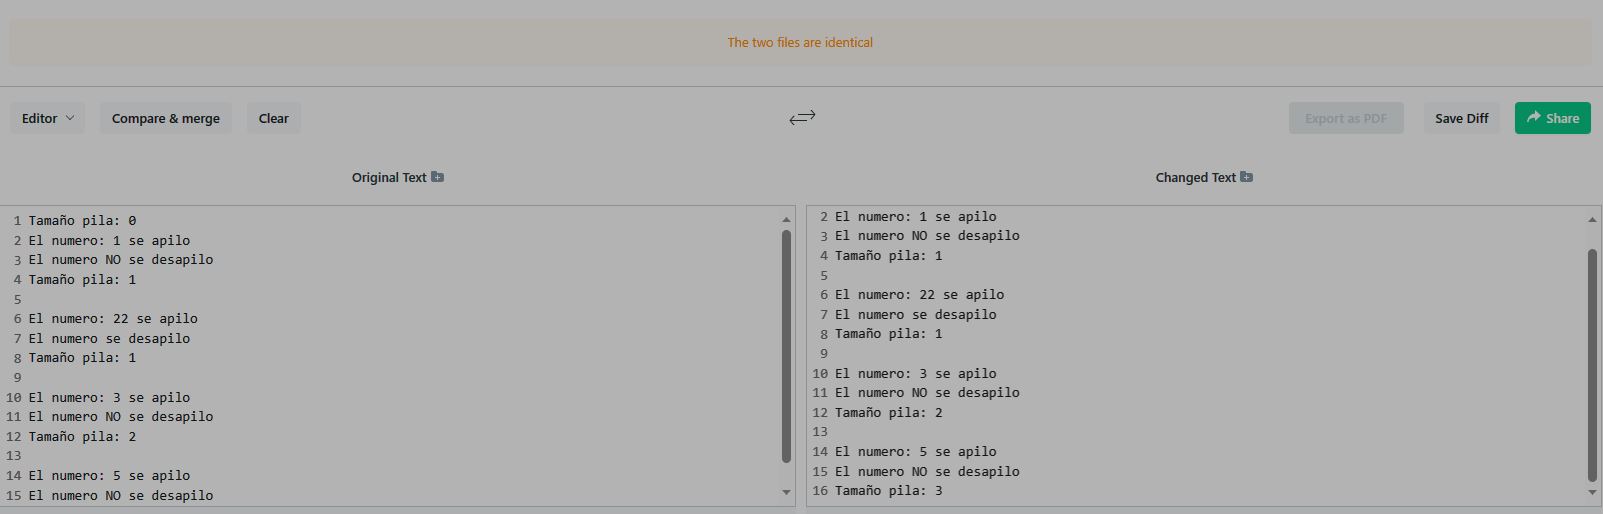 The two files are identical
Editor
Compare & merge
Clear
Export as PDF
Save Diff
Share
Original Text
Changed Text
1 Tamaño pila: 0
2 El numero: 1 se apilo
3 El numero NO se desapilo
4 Tamaño pila: 1
5
6 El numero: 22 se apilo
7 El numero se desapilo
8 Tamaño pila: 1
9
10 El numero: 3 se apilo
11 El numero NO se desapilo
12 Tamaño pila: 2
13
14 El numero: 5 se apilo
15 El numero NO se desapilo
2 El numero: 1 se apilo
3 El numero NO se desapilo
4 Tamaño pila: 1
5
6 El numero: 22 se apilo
7 El numero se desapilo
8 Tamaño pila: 1
9
10 El numero: 3 se apilo
11 El numero NO se desapilo
12 Tamaño pila: 2
13
14 El numero: 5 se apilo
15 El numero NO se desapilo
16 Tamaño pila: 3